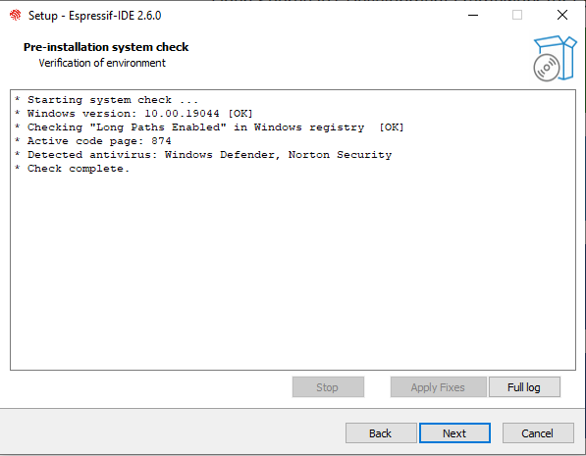 Setup - Espressif-IDE 2.6.0
Pre-installation system check
Verification of environment
* Starting system check ...
* Windows version: 10.00.19044 [OK]
* Checking "Long Paths Enabled" in Windows registry  [OK]
* Active code page: 874
* Detected antivirus: Windows Defender, Norton Security
* Check complete.
Stop
Apply Fixes
Full log
Back
Next
Cancel